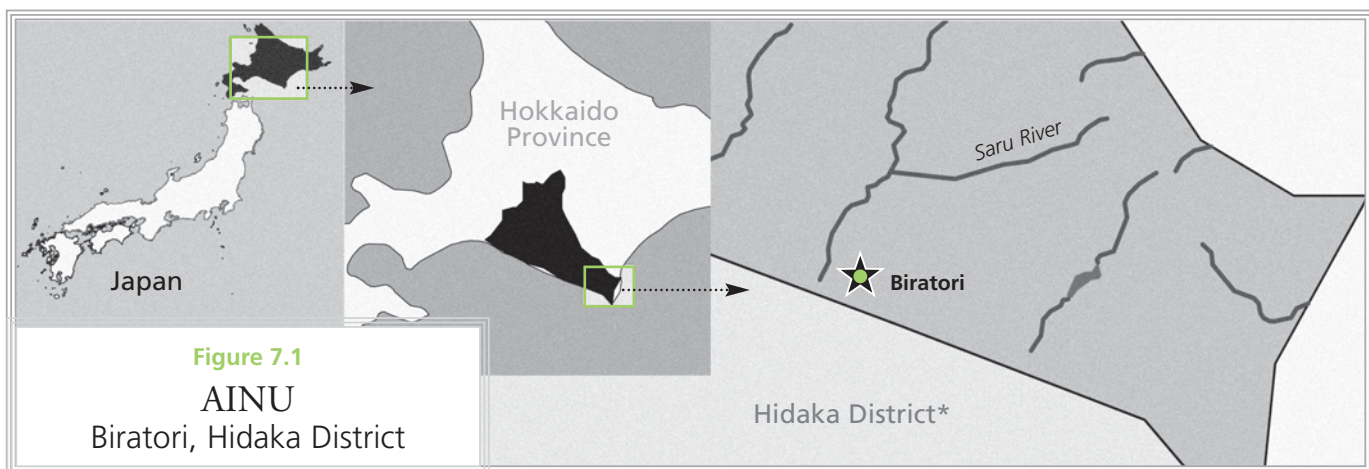 Japan
Hokkaido
Province
Saru River
Biratori
Hidaka District*
Figure 7.1
AINU
Biratori, Hidaka District